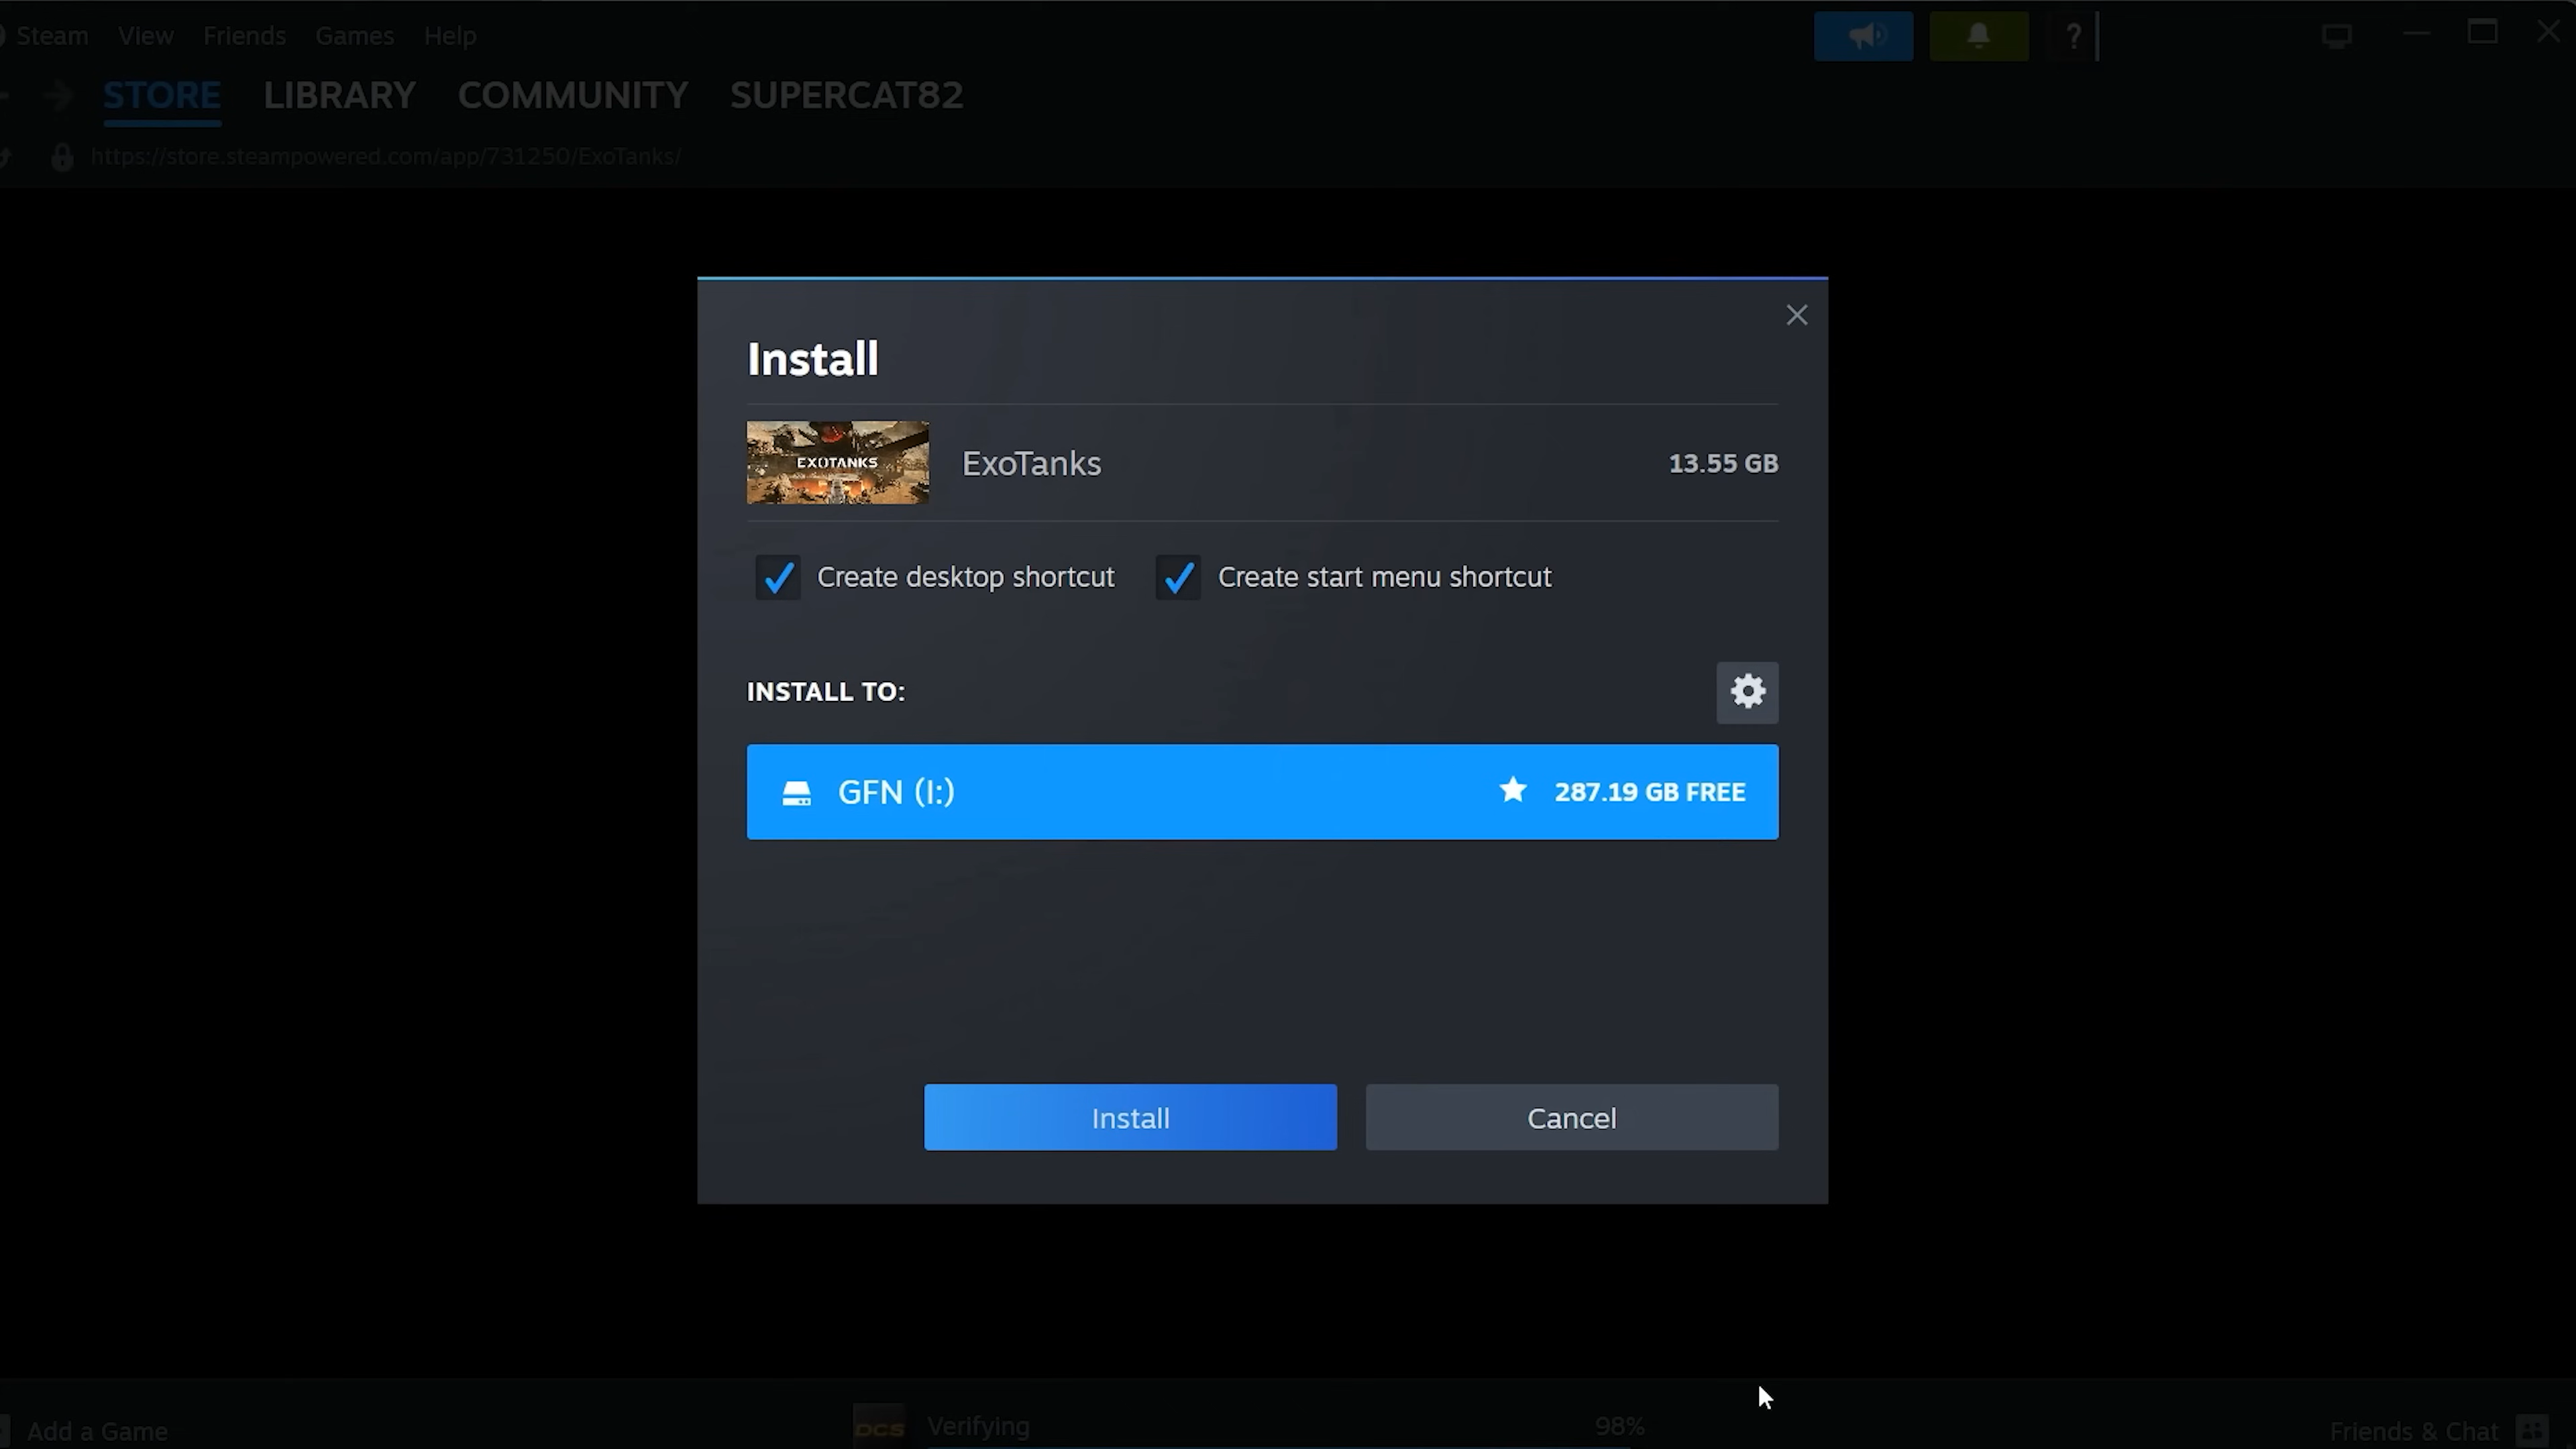 Steam View Friends Games Help
?
STORE LIBRARY COMMUNITY SUPERCAT82
https://store.steampowered.com/app/731250/ExoTanks/
Install
EXOTANKS
ExoTanks
13.55 GB
Create desktop shortcut
Create start menu shortcut
INSTALL TO:
GFN (I:)
287.19 GB FREE
Install
Cancel
Add a Game
DCS
Verifying
98%
Friends & Chat